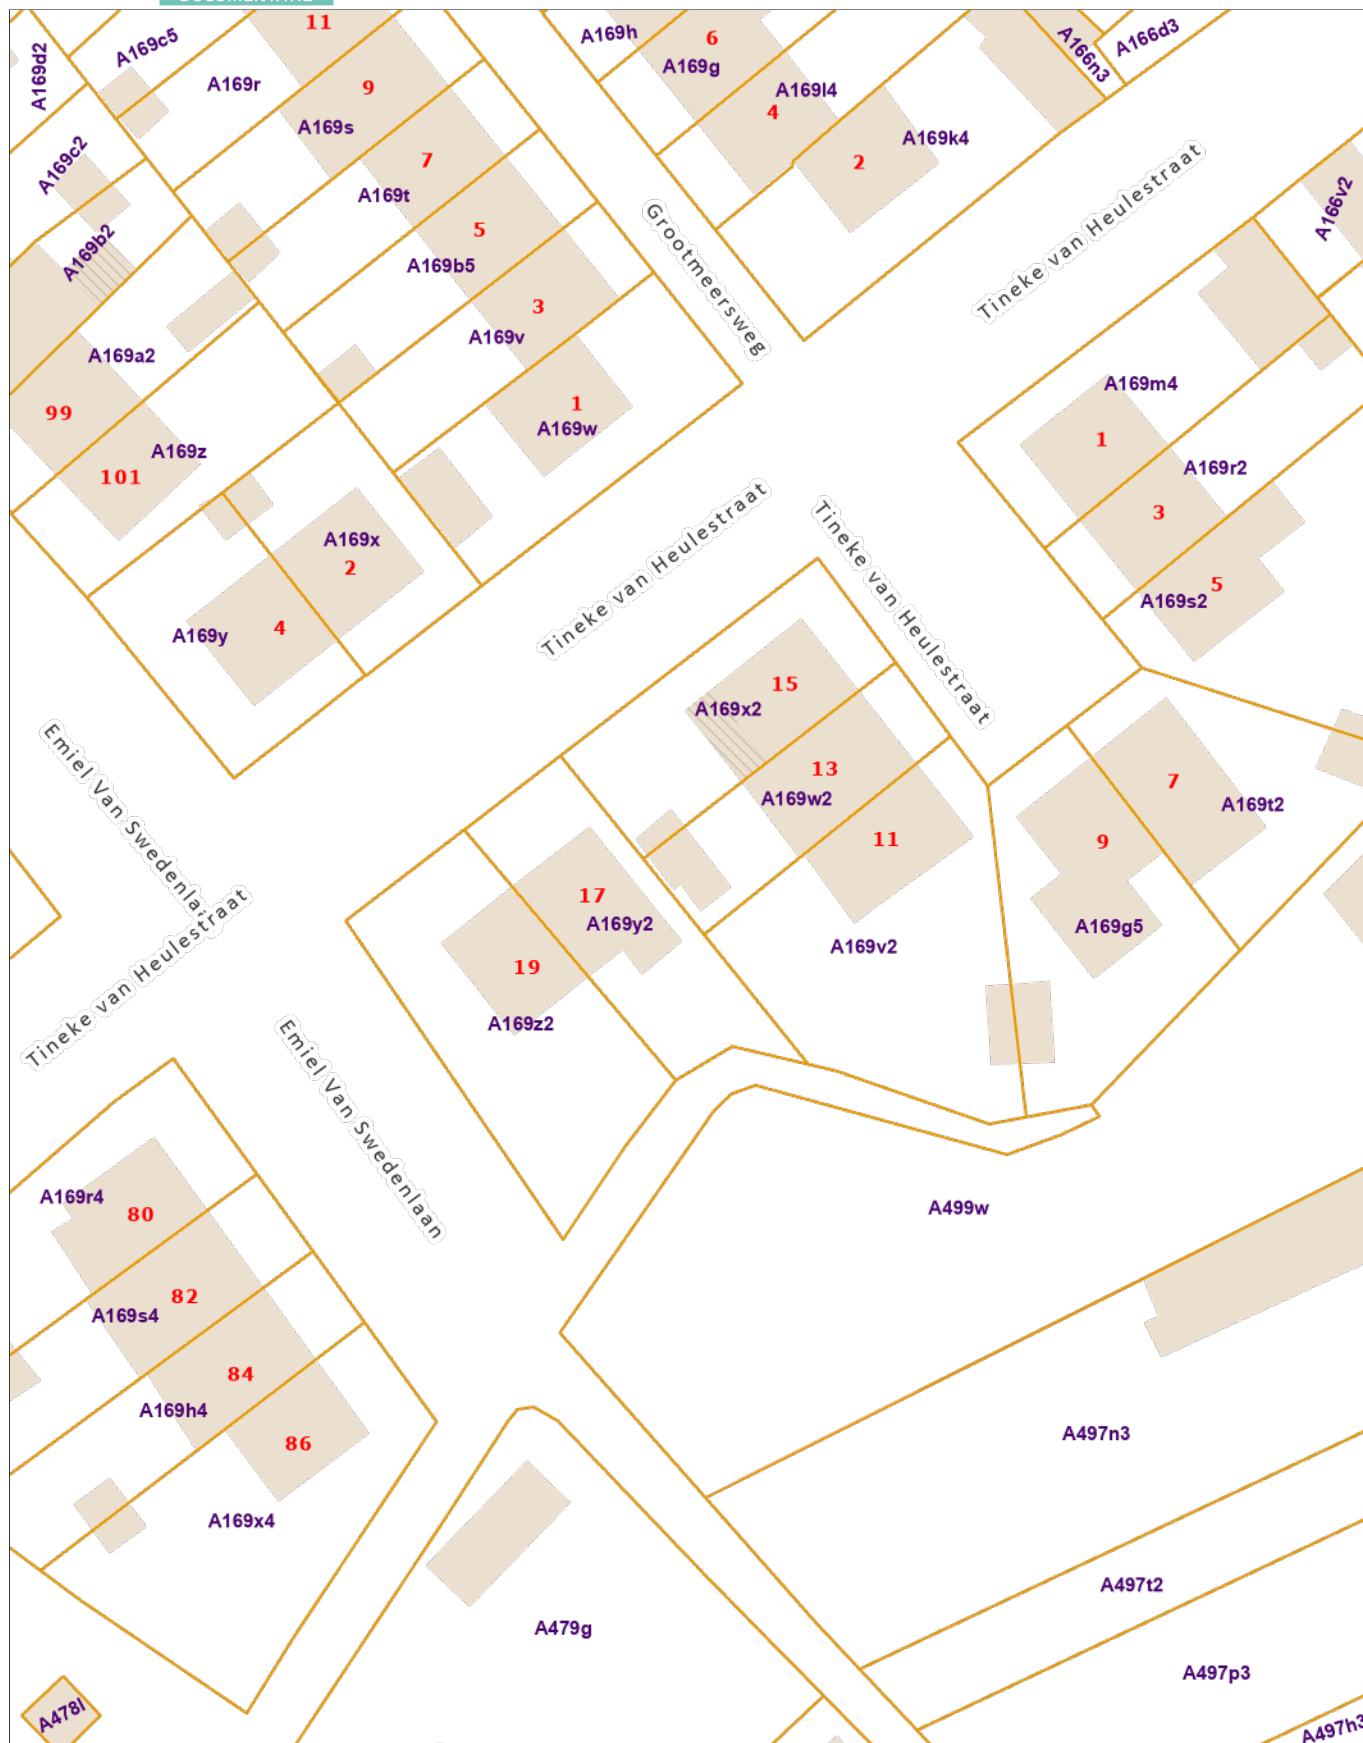 11
A169c5
A169d2
A169r
9
A169s
A169h
6
A169g
A169l4
4
A166n3
A166d3
A169k4
2
A169c2
7
A169t
A169b2
5
A169b5
3
A169v
Grootmeersweg
Tineke van Heulestraat
A166v2
A169a2
99
A169z
101
1
A169w
A169m4
1
A169r2
3
5
A169s2
A169x
2
4
A169y
Tineke van Heulestraat
Tineke van Heulestraat
15
A169x2
13
A169w2
11
7
A169t2
9
A169g5
Emiel Van Swedenlaan
Tineke van Heulestraat
17
A169y2
19
A169z2
A169v2
Emiel Van Swedenlaan
A169r4
80
A499w
82
A169s4
84
A169h4
86
A169x4
A497n3
A497t2
A479g
A497p3
A478l
A497h3